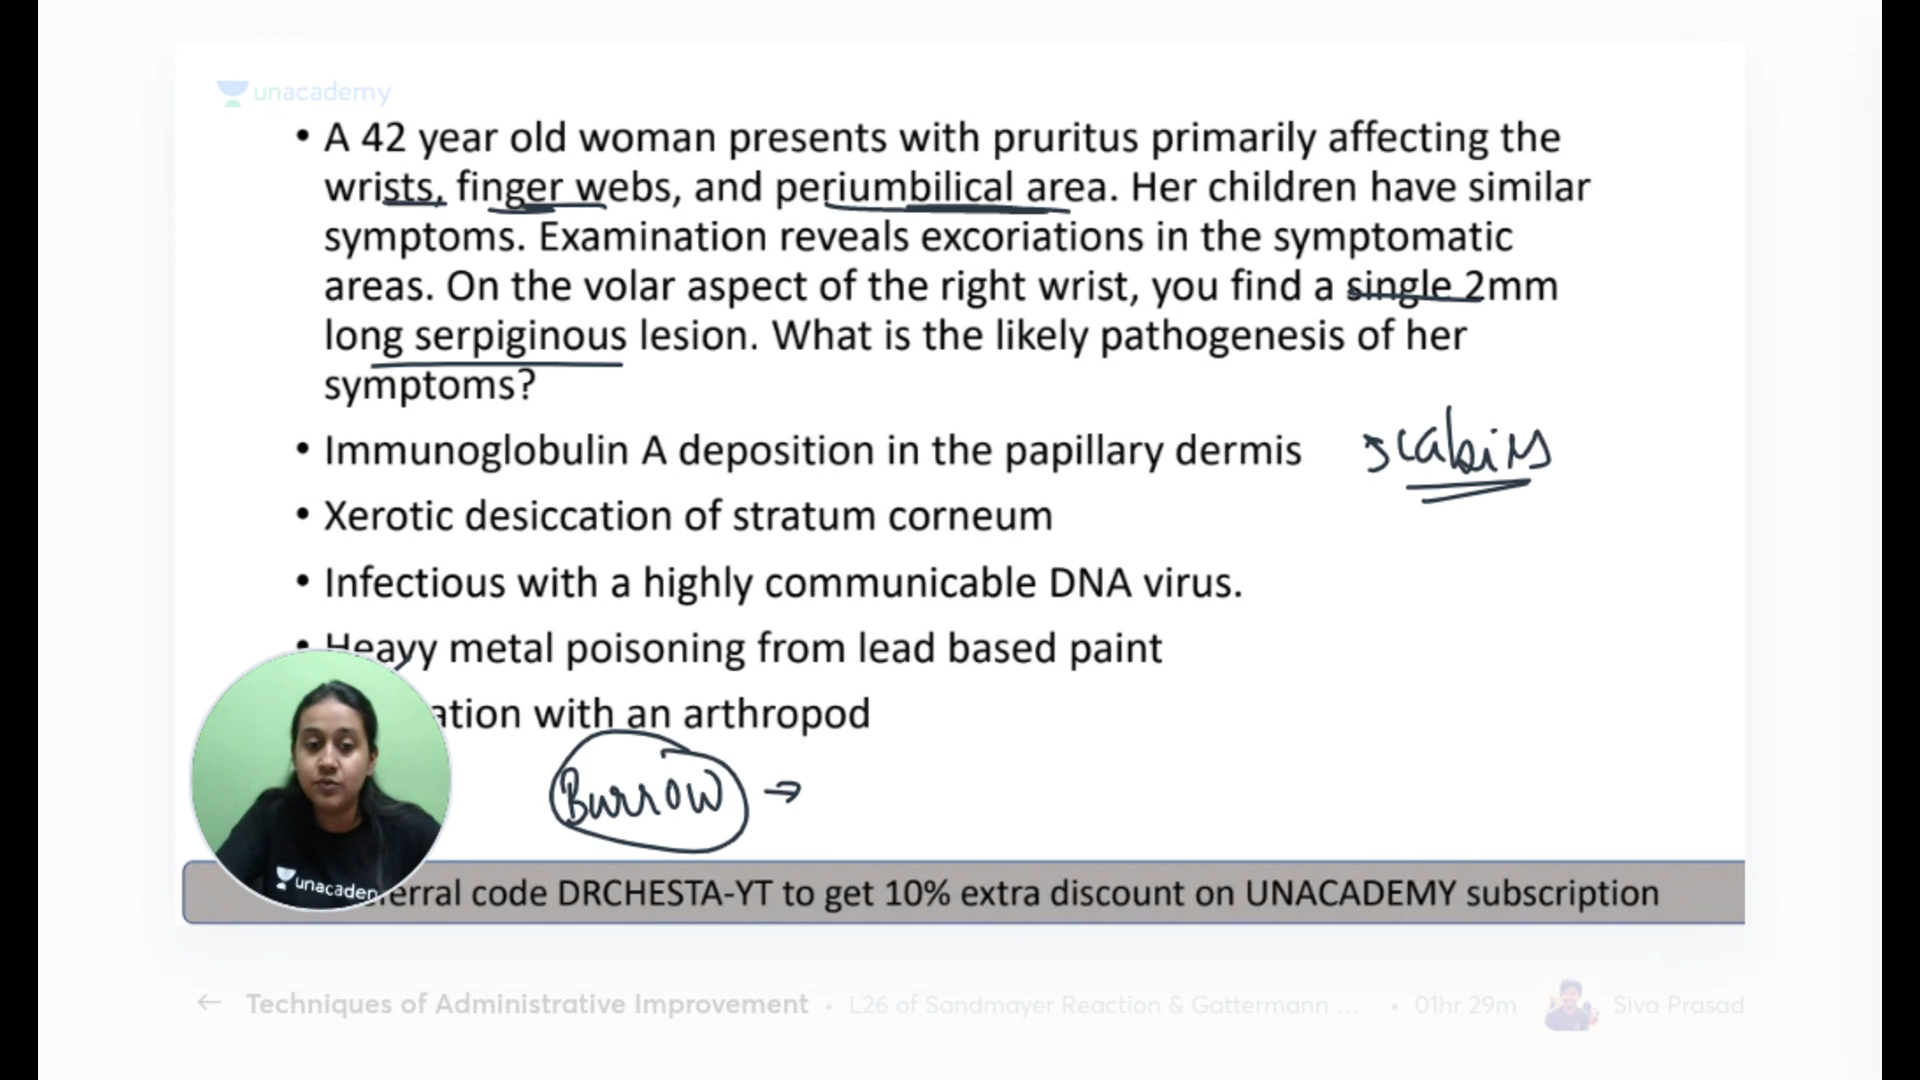 unacademy
• A 42 year old woman presents with pruritus primarily affecting the
wrists, finger webs, and periumbilical area. Her children have similar
symptoms. Examination reveals excoriations in the symptomatic
areas. On the volar aspect of the right wrist, you find a single 2mm
long serpiginous lesion. What is the likely pathogenesis of her
symptoms?
• Immunoglobulin A deposition in the papillary dermis
scabies
• Xerotic desiccation of stratum corneum
• Infectious with a highly communicable DNA virus.
• Heavy metal poisoning from lead based paint
ation with an arthropod
Burrow →
unacaden
erral code DRCHESTA-YT to get 10% extra discount on UNACADEMY subscription
← Techniques of Administrative Improvement • L26 of Sandmayer Reaction & Gattermann ... • 01hr 29m Siva Prasad